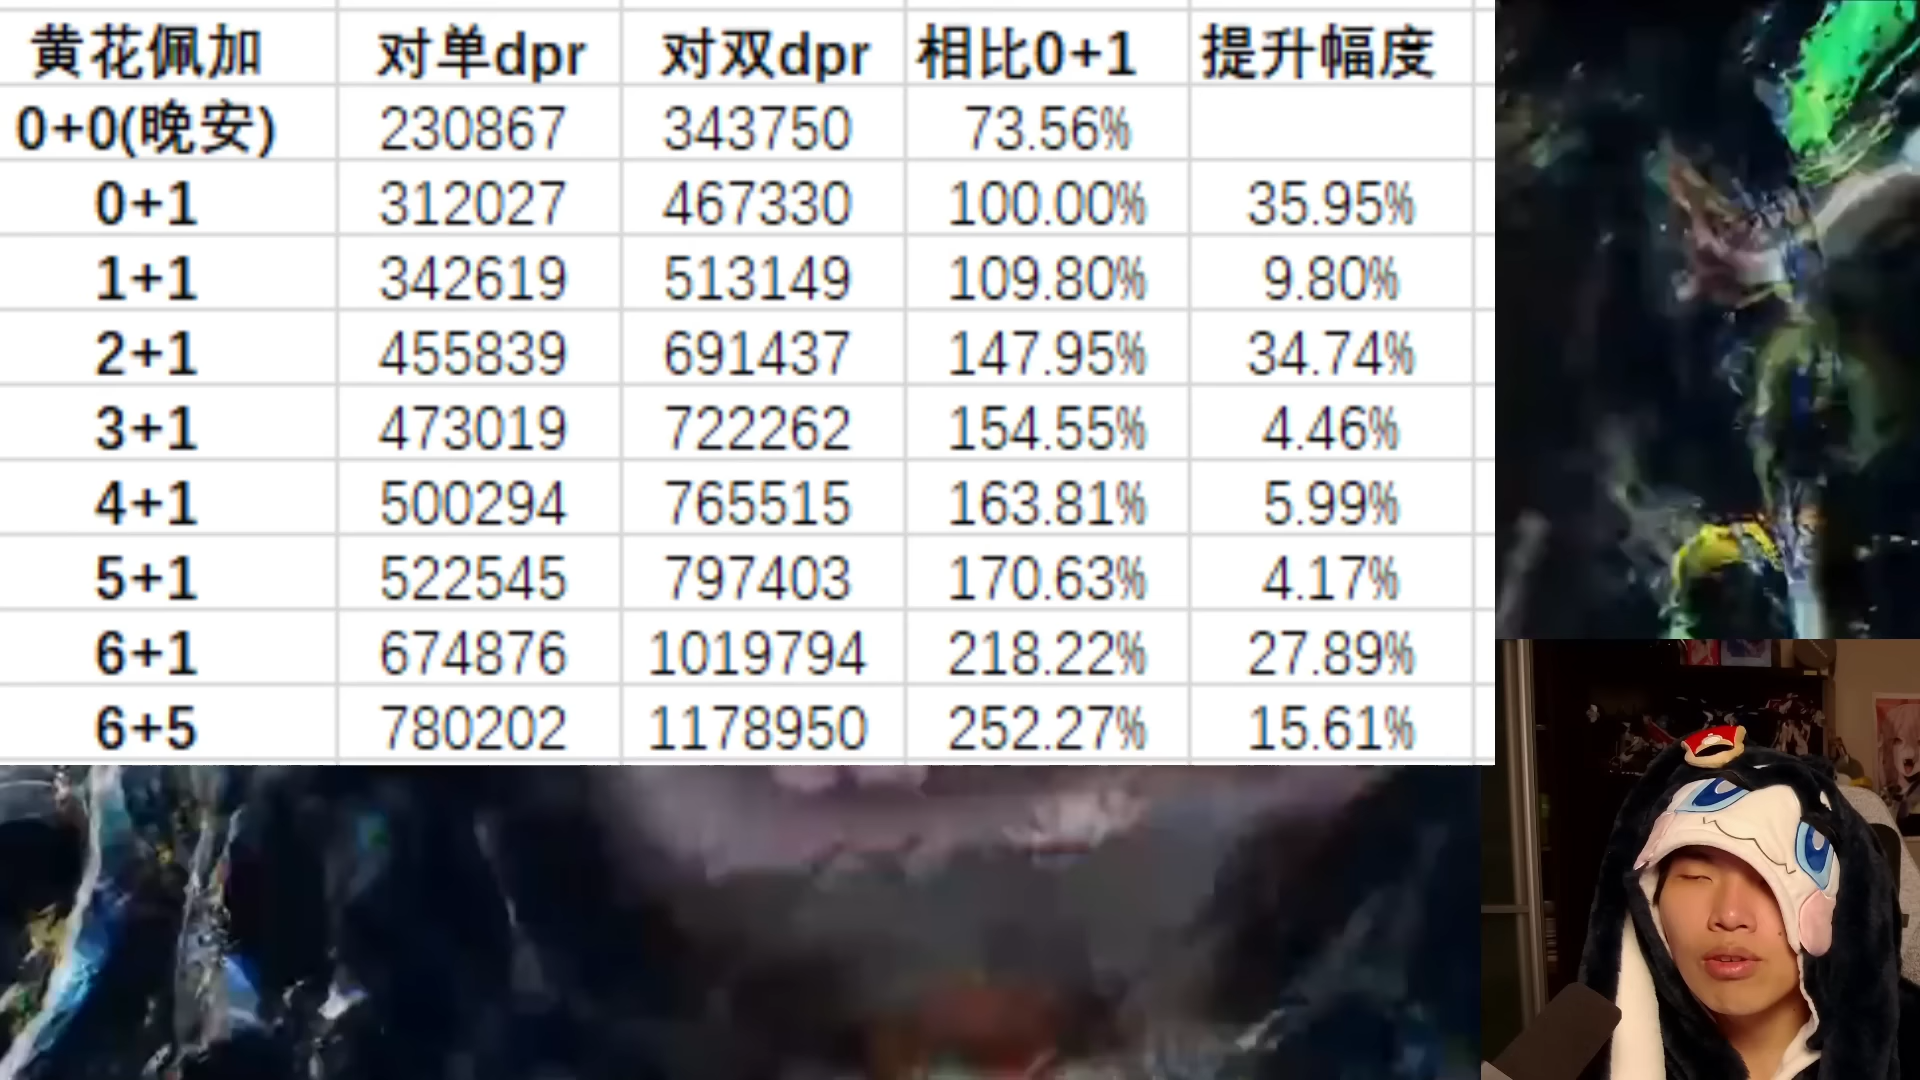 黄花佩加 对单dpr 对双dpr 相比0+1 提升幅度
0+0(晚安) 230867 343750 73.56%
0+1 312027 467330 100.00% 35.95%
1+1 342619 513149 109.80% 9.80%
2+1 455839 691437 147.95% 34.74%
3+1 473019 722262 154.55% 4.46%
4+1 500294 765515 163.81% 5.99%
5+1 522545 797403 170.63% 4.17%
6+1 674876 1019794 218.22% 27.89%
6+5 780202 1178950 252.27% 15.61%